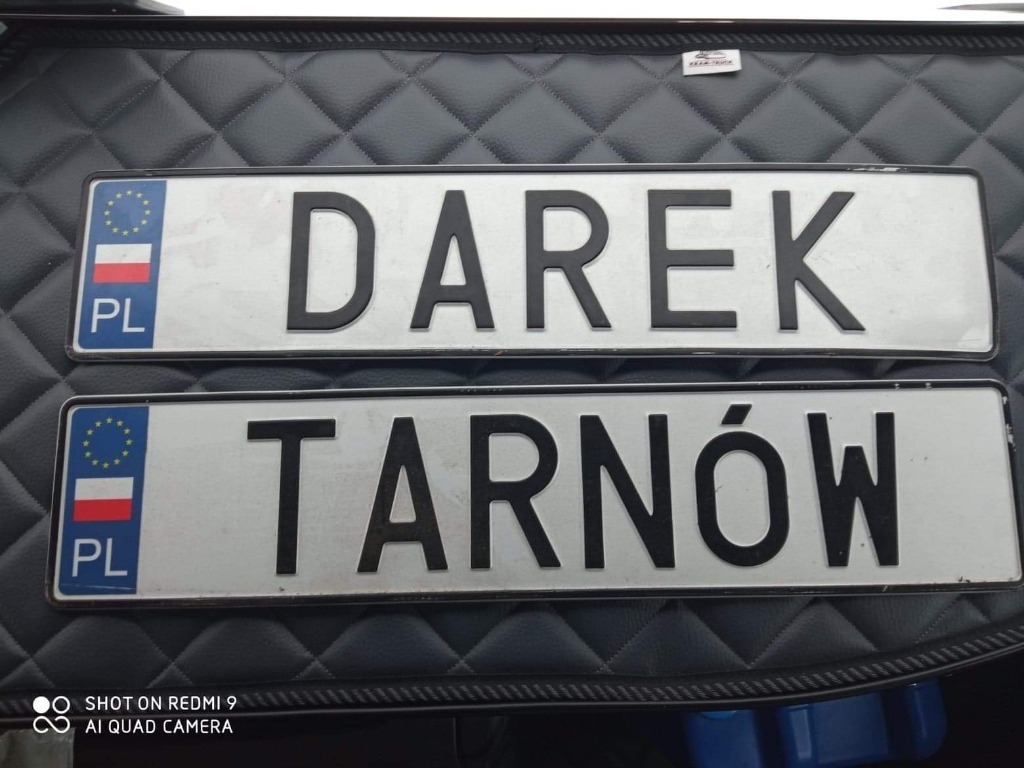 PL DAREK
PL TARNÓW
SHOT ON REDMI 9
AI QUAD CAMERA